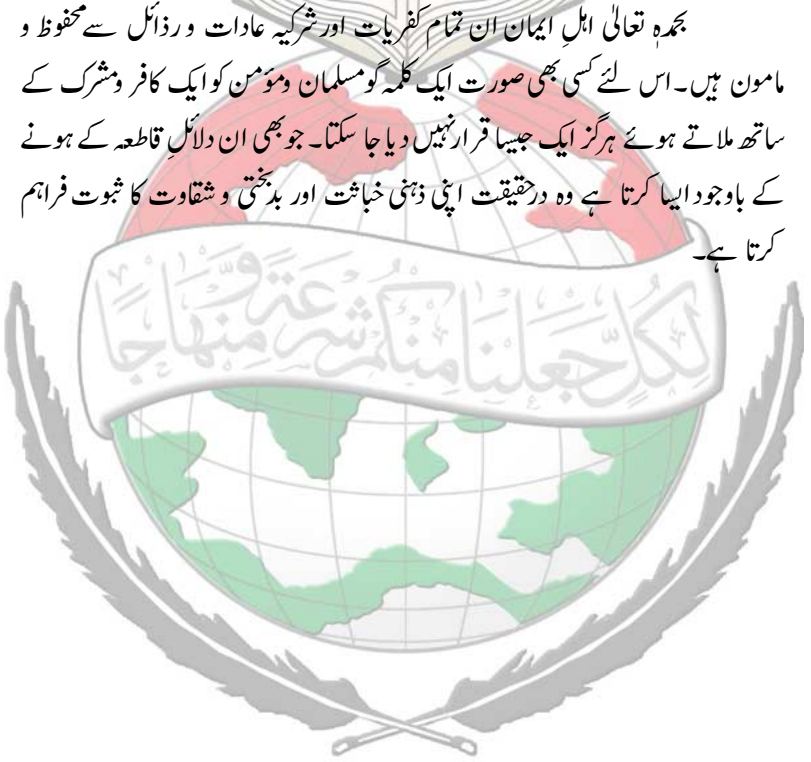 بحمدہٖ تعالیٰ اہلِ ایمان ان تمام کفریات اور شرکیہ عادات و رذائل سے محفوظ و
مامون ہیں۔ اس لئے کسی بھی صورت ایک کلمہ گو مسلمان ومؤمن کو ایک کافر ومشرک کے
ساتھ ملاتے ہوئے ہرگز ایک جیسا قرار نہیں دیا جا سکتا۔ جو بھی ان دلائلِ قاطعہ کے ہونے
کے باوجود ایسا کرتا ہے وہ درحقیقت اپنی ذہنی خباثت اور بدبختی و شقاوت کا ثبوت فراہم
کرتا ہے۔
لِكُلٍّ جَعَلْنَا مِنكُمْ شِرْعَةً وَّمِنْهَاجًا